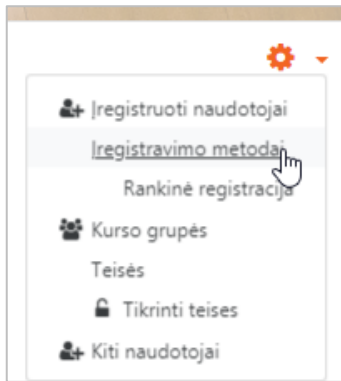 Įregistruoti naudotojai
Įregistravimo metodai
Rankinė registracija
Kurso grupės
Teisės
Tikrinti teises
Kiti naudotojai